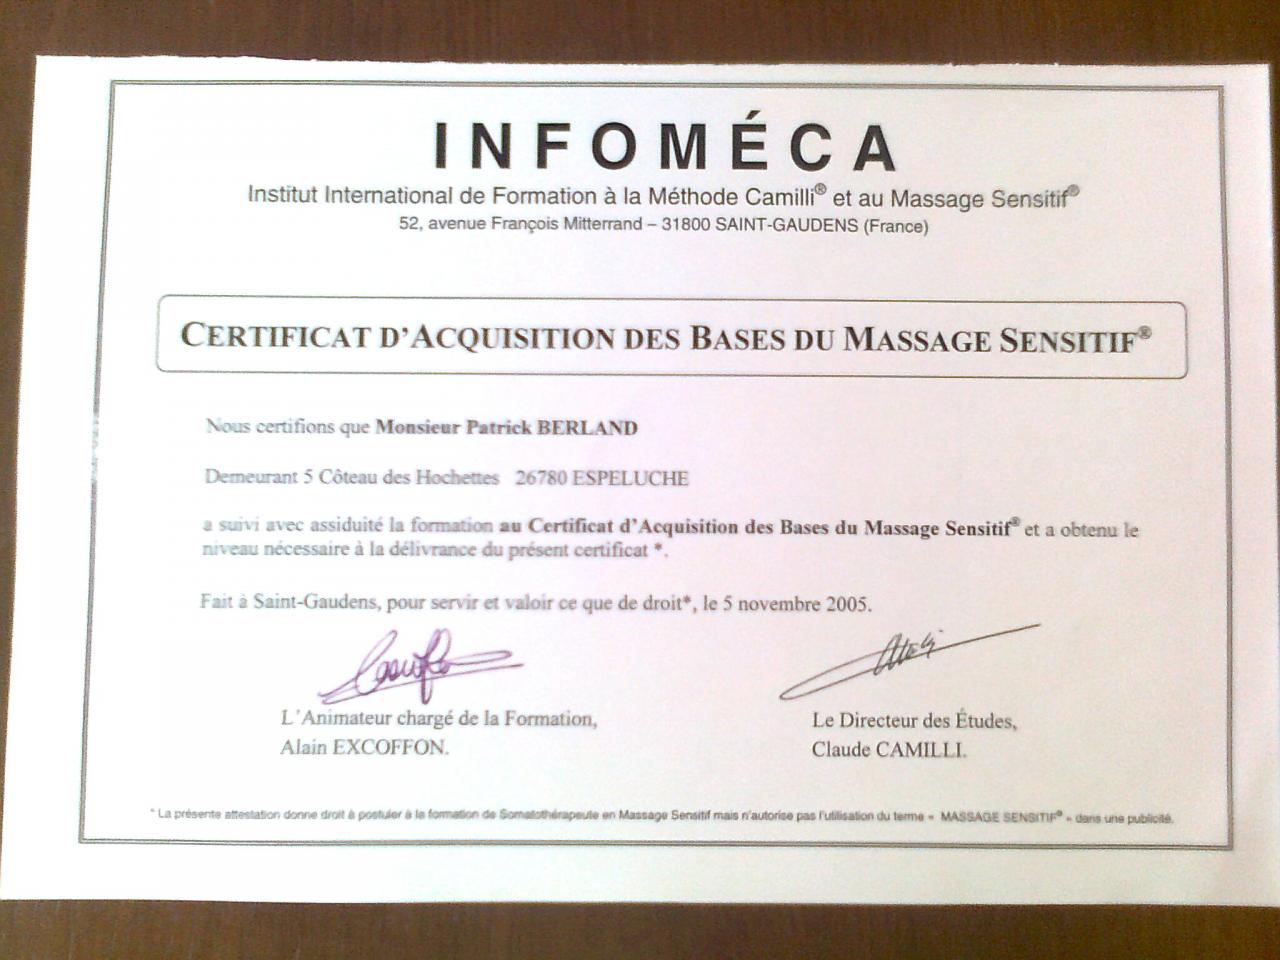 INFOMÉCA
Institut International de Formation à la Méthode Camilli® et au Massage Sensitif®
52, avenue François Mitterrand – 31800 SAINT-GAUDENS (France)
CERTIFICAT D'ACQUISITION DES BASES DU MASSAGE SENSITIF®
Nous certifions que Monsieur Patrick BERLAND
Demeurant 5 Côteau des Hochettes 26780 ESPELUCHE
a suivi avec assiduité la formation au Certificat d'Acquisition des Bases du Massage Sensitif® et a obtenu le
niveau nécessaire à la délivrance du présent certificat *.
Fait à Saint-Gaudens, pour servir et valoir ce que de droit*, le 5 novembre 2005.
L'Animateur chargé de la Formation,
Alain EXCOFFON.
Le Directeur des Études,
Claude CAMILLI.
* La présente attestation donne droit à postuler à la formation de Somatothérapeute en Massage Sensitif mais n'autorise pas l'utilisation du terme « MASSAGE SENSITIF® » dans une publicité.